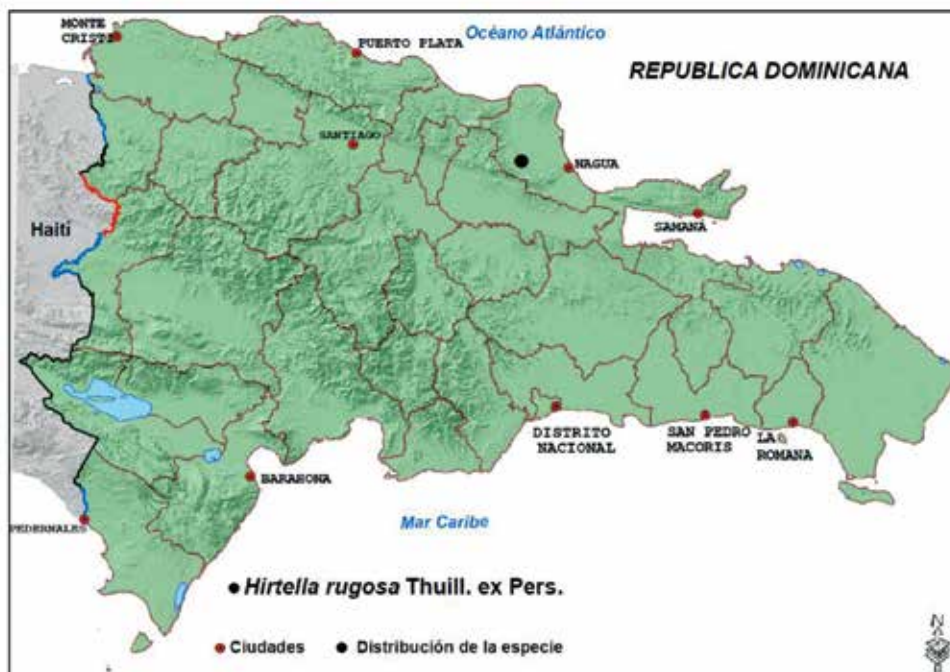 MONTE
CRISTI
PUERTO PLATA
Océano Atlántico
REPUBLICA DOMINICANA
SANTIAGO
NAGUA
SAMANÁ
Haití
DISTRITO
NACIONAL
SAN PEDRO
MACORIS
LA
ROMANA
BARAHONA
PEDERNALES
Mar Caribe
Hirtella rugosa Thuill. ex Pers.
Ciudades
Distribución de la especie
N